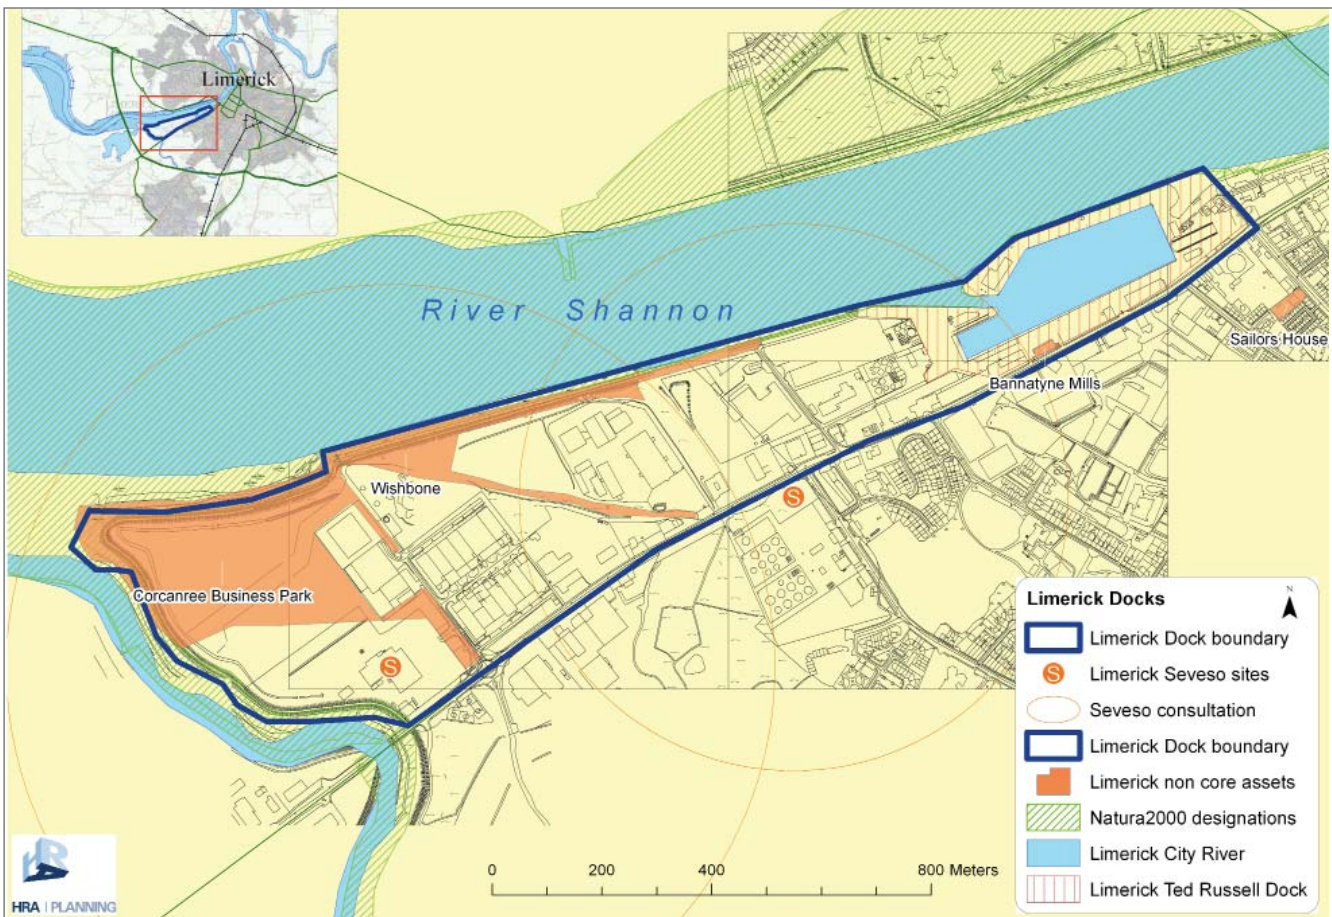 Limerick
River Shannon
Sailors House
Bannatyne Mills
Wishbone
Corcanree Business Park
S
S
Limerick Docks
N
Limerick Dock boundary
S Limerick Seveso sites
Seveso consultation
Limerick Dock boundary
Limerick non core assets
Natura2000 designations
Limerick City River
Limerick Ted Russell Dock
0 200 400 800 Meters
HR
HRA | PLANNING